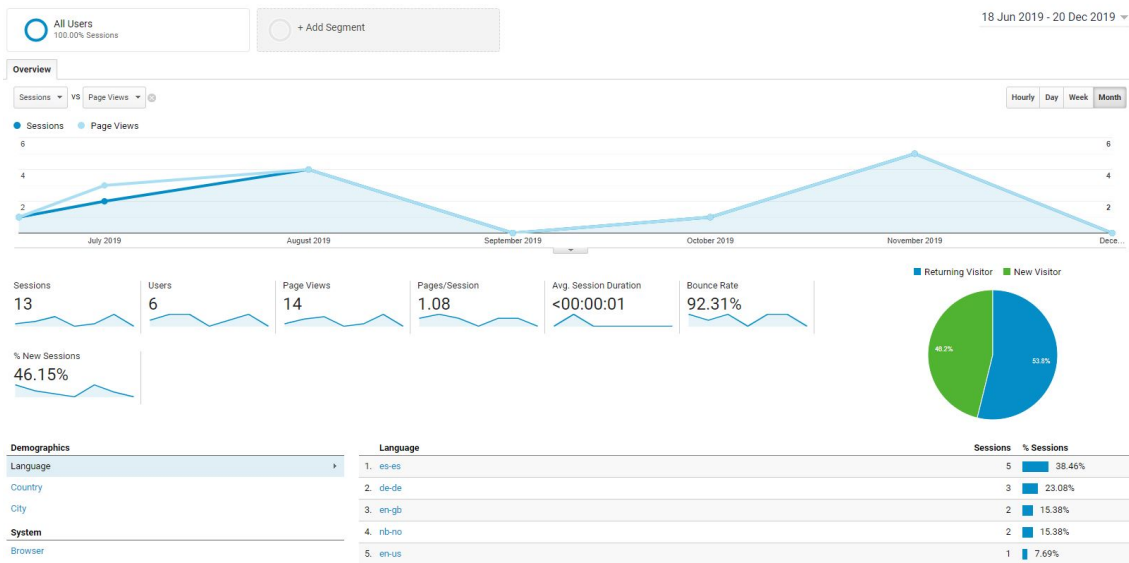 All Users
100.00% Sessions
+ Add Segment
18 Jun 2019 - 20 Dec 2019
Overview
Sessions vs Page Views
Hourly Day Week Month
Sessions Page Views
6 6
4 4
2 2
July 2019 August 2019 September 2019 October 2019 November 2019 Dece...
Returning Visitor New Visitor
Sessions Users Page Views Pages/Session Avg. Session Duration Bounce Rate
13 6 14 1.08 <00:00:01 92.31%
46.2% 53.8%
% New Sessions
46.15%
Demographics Language Sessions % Sessions
Language 1. es-es 5 38.46%
Country 2. de-de 3 23.08%
City 3. en-gb 2 15.38%
System 4. nb-no 2 15.38%
Browser 5. en-us 1 7.69%